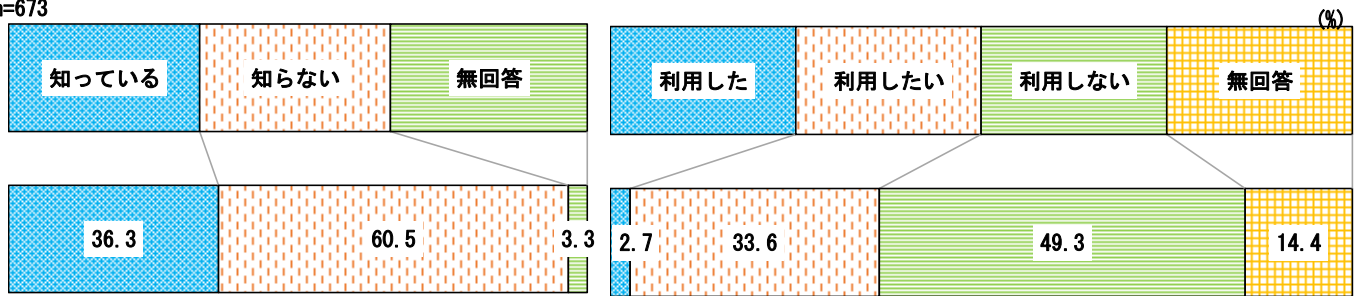 n=673
(%)
知っている 知らない 無回答 利用した 利用したい 利用しない 無回答
36.3 60.5 3.3 2.7 33.6 49.3 14.4